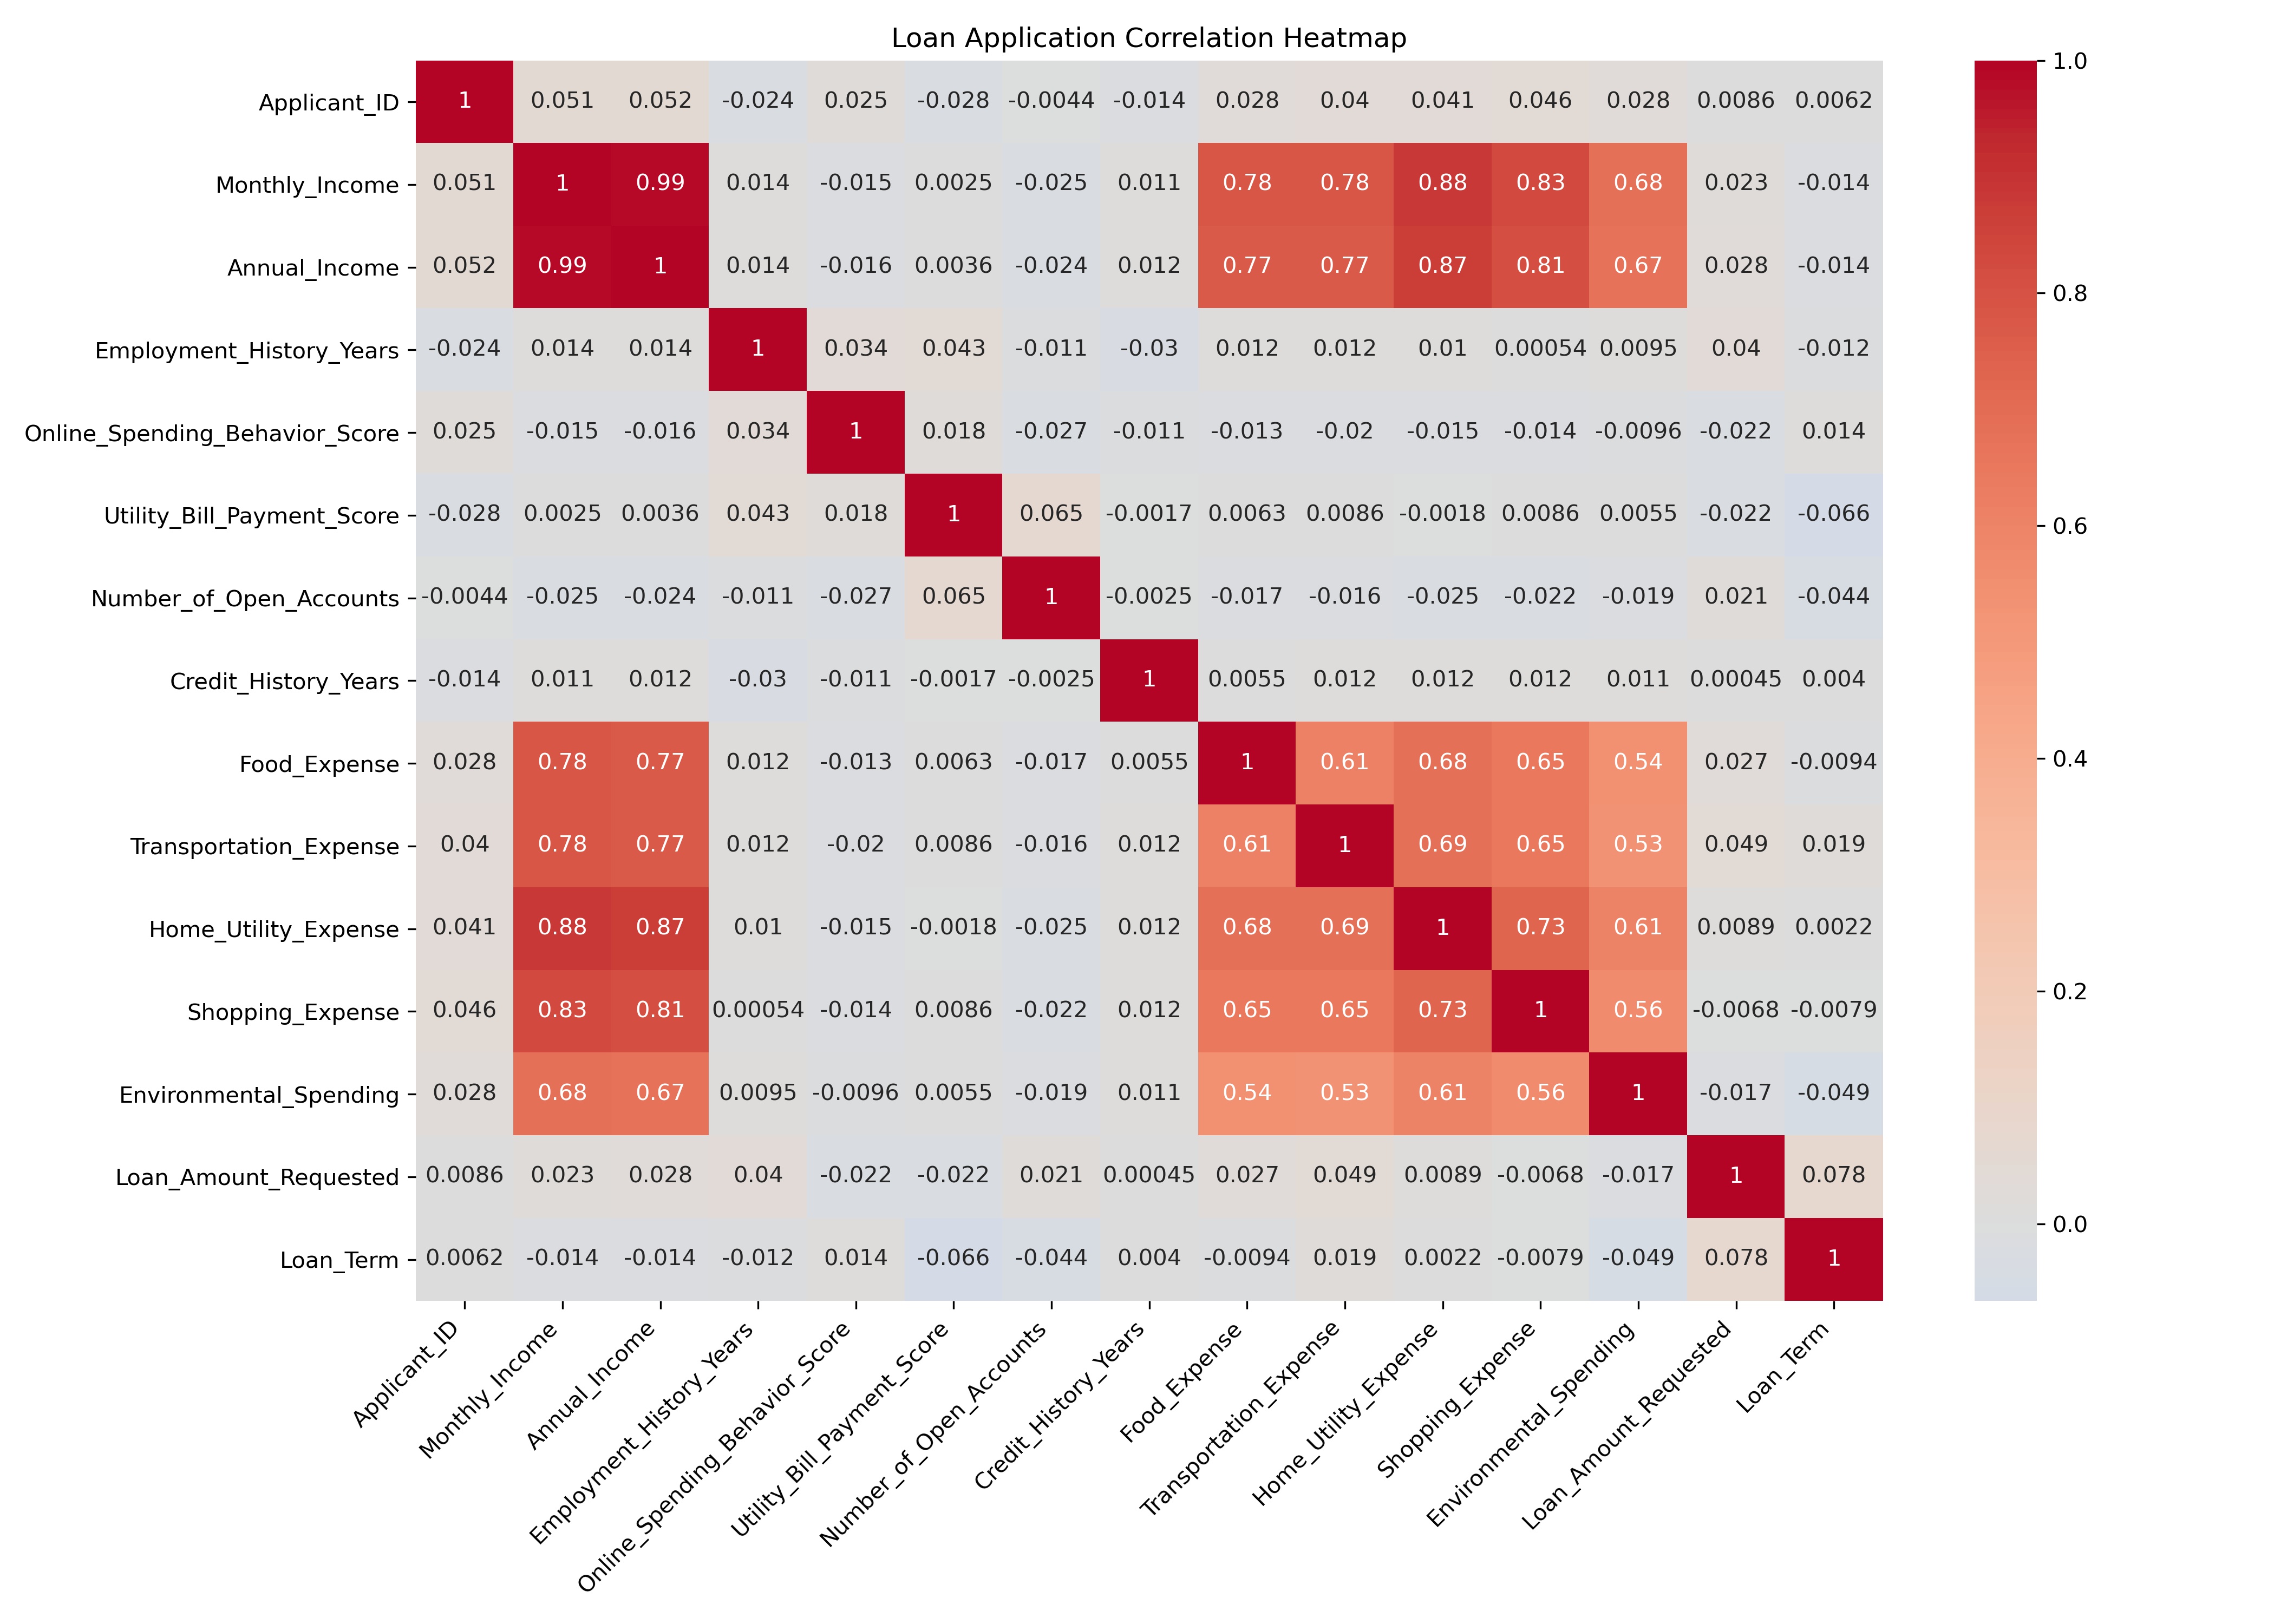 Loan Application Correlation Heatmap
Applicant_ID 1 0.051 0.052 -0.024 0.025 -0.028 -0.0044 -0.014 0.028 0.04 0.041 0.046 0.028 0.0086 0.0062
Monthly_Income 0.051 1 0.99 0.014 -0.015 0.0025 -0.025 0.011 0.78 0.78 0.88 0.83 0.68 0.023 -0.014
Annual_Income 0.052 0.99 1 0.014 -0.016 0.0036 -0.024 0.012 0.77 0.77 0.87 0.81 0.67 0.028 -0.014
Employment_History_Years -0.024 0.014 0.014 1 0.034 0.043 -0.011 -0.03 0.012 0.012 0.01 0.00054 0.0095 0.04 -0.012
Online_Spending_Behavior_Score 0.025 -0.015 -0.016 0.034 1 0.018 -0.027 -0.011 -0.013 -0.02 -0.015 -0.014 -0.0096 -0.022 0.014
Utility_Bill_Payment_Score -0.028 0.0025 0.0036 0.043 0.018 1 0.065 -0.0017 0.0063 0.0086 -0.0018 0.0086 0.0055 -0.022 -0.066
Number_of_Open_Accounts -0.0044 -0.025 -0.024 -0.011 -0.027 0.065 1 -0.0025 -0.017 -0.016 -0.025 -0.022 -0.019 0.021 -0.044
Credit_History_Years -0.014 0.011 0.012 -0.03 -0.011 -0.0017 -0.0025 1 0.0055 0.012 0.012 0.012 0.011 0.00045 0.004
Food_Expense 0.028 0.78 0.77 0.012 -0.013 0.0063 -0.017 0.0055 1 0.61 0.68 0.65 0.54 0.027 -0.0094
Transportation_Expense 0.04 0.78 0.77 0.012 -0.02 0.0086 -0.016 0.012 0.61 1 0.69 0.65 0.53 0.049 0.019
Home_Utility_Expense 0.041 0.88 0.87 0.01 -0.015 -0.0018 -0.025 0.012 0.68 0.69 1 0.73 0.61 0.0089 0.0022
Shopping_Expense 0.046 0.83 0.81 0.00054 -0.014 0.0086 -0.022 0.012 0.65 0.65 0.73 1 0.56 -0.0068 -0.0079
Environmental_Spending 0.028 0.68 0.67 0.0095 -0.0096 0.0055 -0.019 0.011 0.54 0.53 0.61 0.56 1 -0.017 -0.049
Loan_Amount_Requested 0.0086 0.023 0.028 0.04 -0.022 -0.022 0.021 0.00045 0.027 0.049 0.0089 -0.0068 -0.017 1 0.078
Loan_Term 0.0062 -0.014 -0.014 -0.012 0.014 -0.066 -0.044 0.004 -0.0094 0.019 0.0022 -0.0079 -0.049 0.078 1
Applicant_ID
Monthly_Income
Annual_Income
Employment_History_Years
Online_Spending_Behavior_Score
Utility_Bill_Payment_Score
Number_of_Open_Accounts
Credit_History_Years
Food_Expense
Transportation_Expense
Home_Utility_Expense
Shopping_Expense
Environmental_Spending
Loan_Amount_Requested
Loan_Term
1.0
0.8
0.6
0.4
0.2
0.0